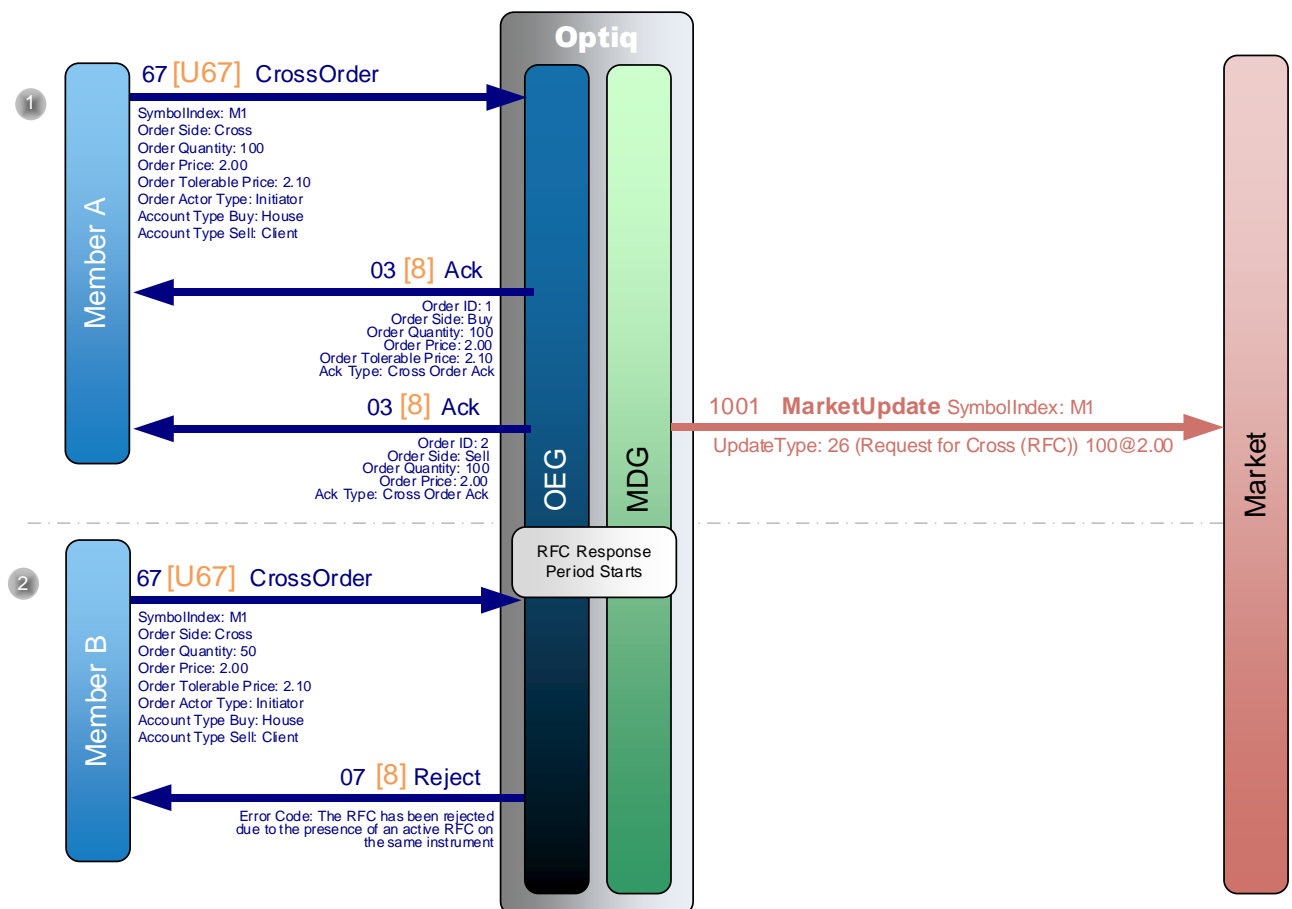 Optiq
1
67 [U67] CrossOrder
SymbolIndex: M1
Order Side: Cross
Order Quantity: 100
Order Price: 2.00
Order Tolerable Price: 2.10
Order Actor Type: Initiator
Account Type Buy: House
Account Type Sell: Client
Member A
03 [8] Ack
Order ID: 1
Order Side: Buy
Order Quantity: 100
Order Price: 2.00
Order Tolerable Price: 2.10
Ack Type: Cross Order Ack
03 [8] Ack
Order ID: 2
Order Side: Sell
Order Quantity: 100
Order Price: 2.00
Ack Type: Cross Order Ack
OEG
MDG
1001 MarketUpdate SymbolIndex: M1
UpdateType: 26 (Request for Cross (RFC)) 100@2.00
Market
RFC Response
Period Starts
2
67 [U67] CrossOrder
SymbolIndex: M1
Order Side: Cross
Order Quantity: 50
Order Price: 2.00
Order Tolerable Price: 2.10
Order Actor Type: Initiator
Account Type Buy: House
Account Type Sell: Client
Member B
07 [8] Reject
Error Code: The RFC has been rejected
due to the presence of an active RFC on
the same instrument